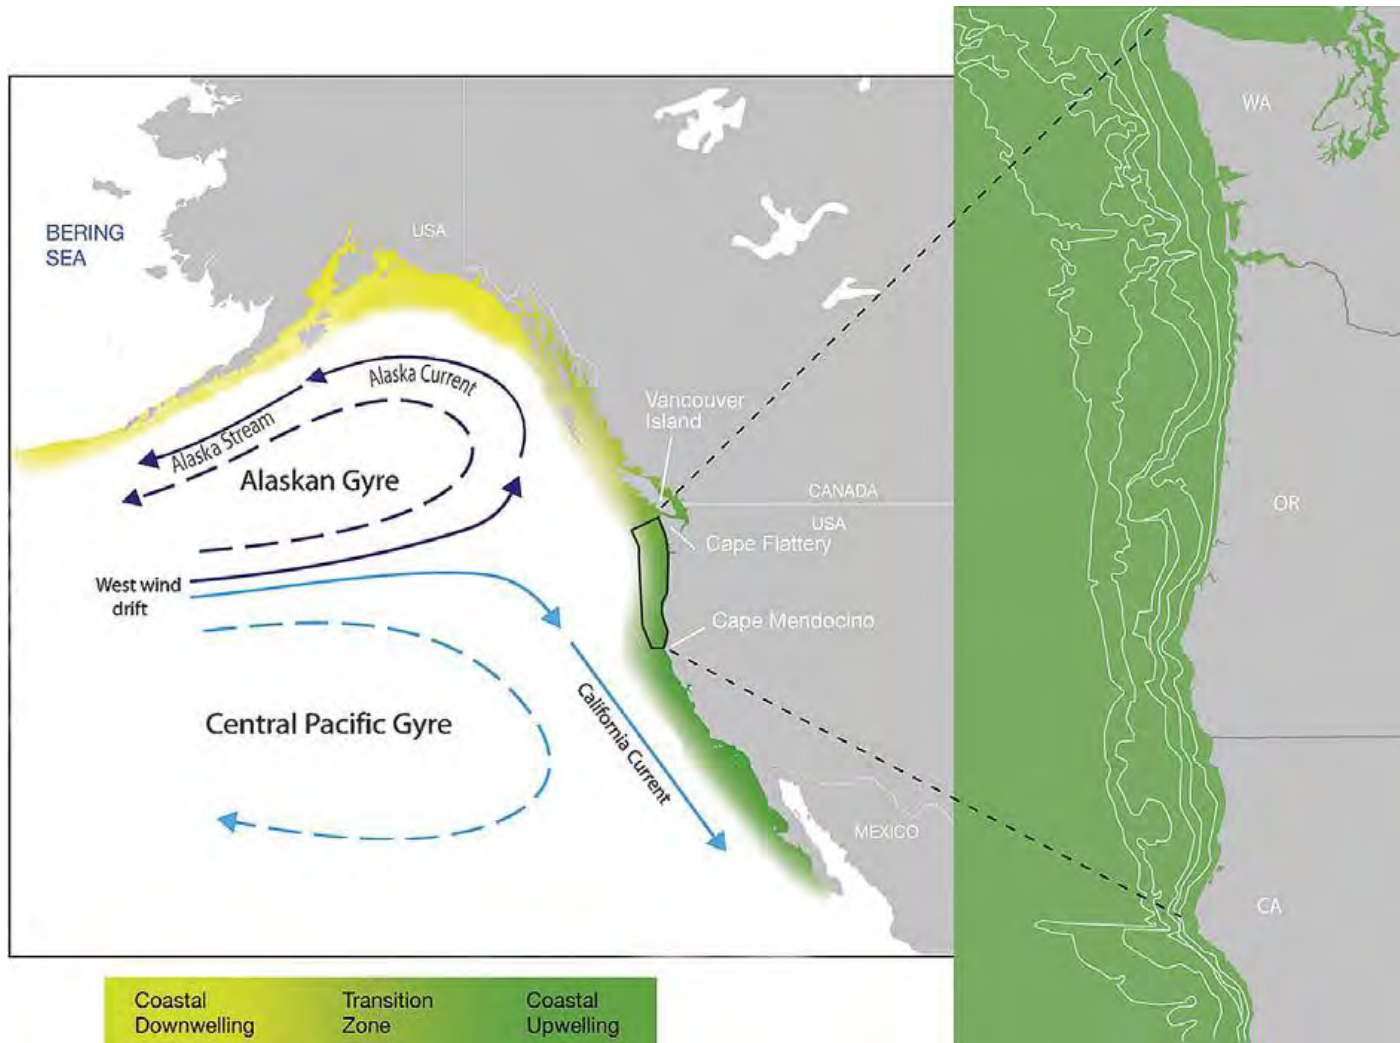 WA
BERING
SEA
USA
Alaska Current
Alaska Stream
Vancouver
Island
Alaskan Gyre
CANADA
USA
OR
Cape Flattery
West wind
drift
Cape Mendocino
Central Pacific Gyre
California Current
MEXICO
CA
Coastal
Downwelling
Transition
Zone
Coastal
Upwelling